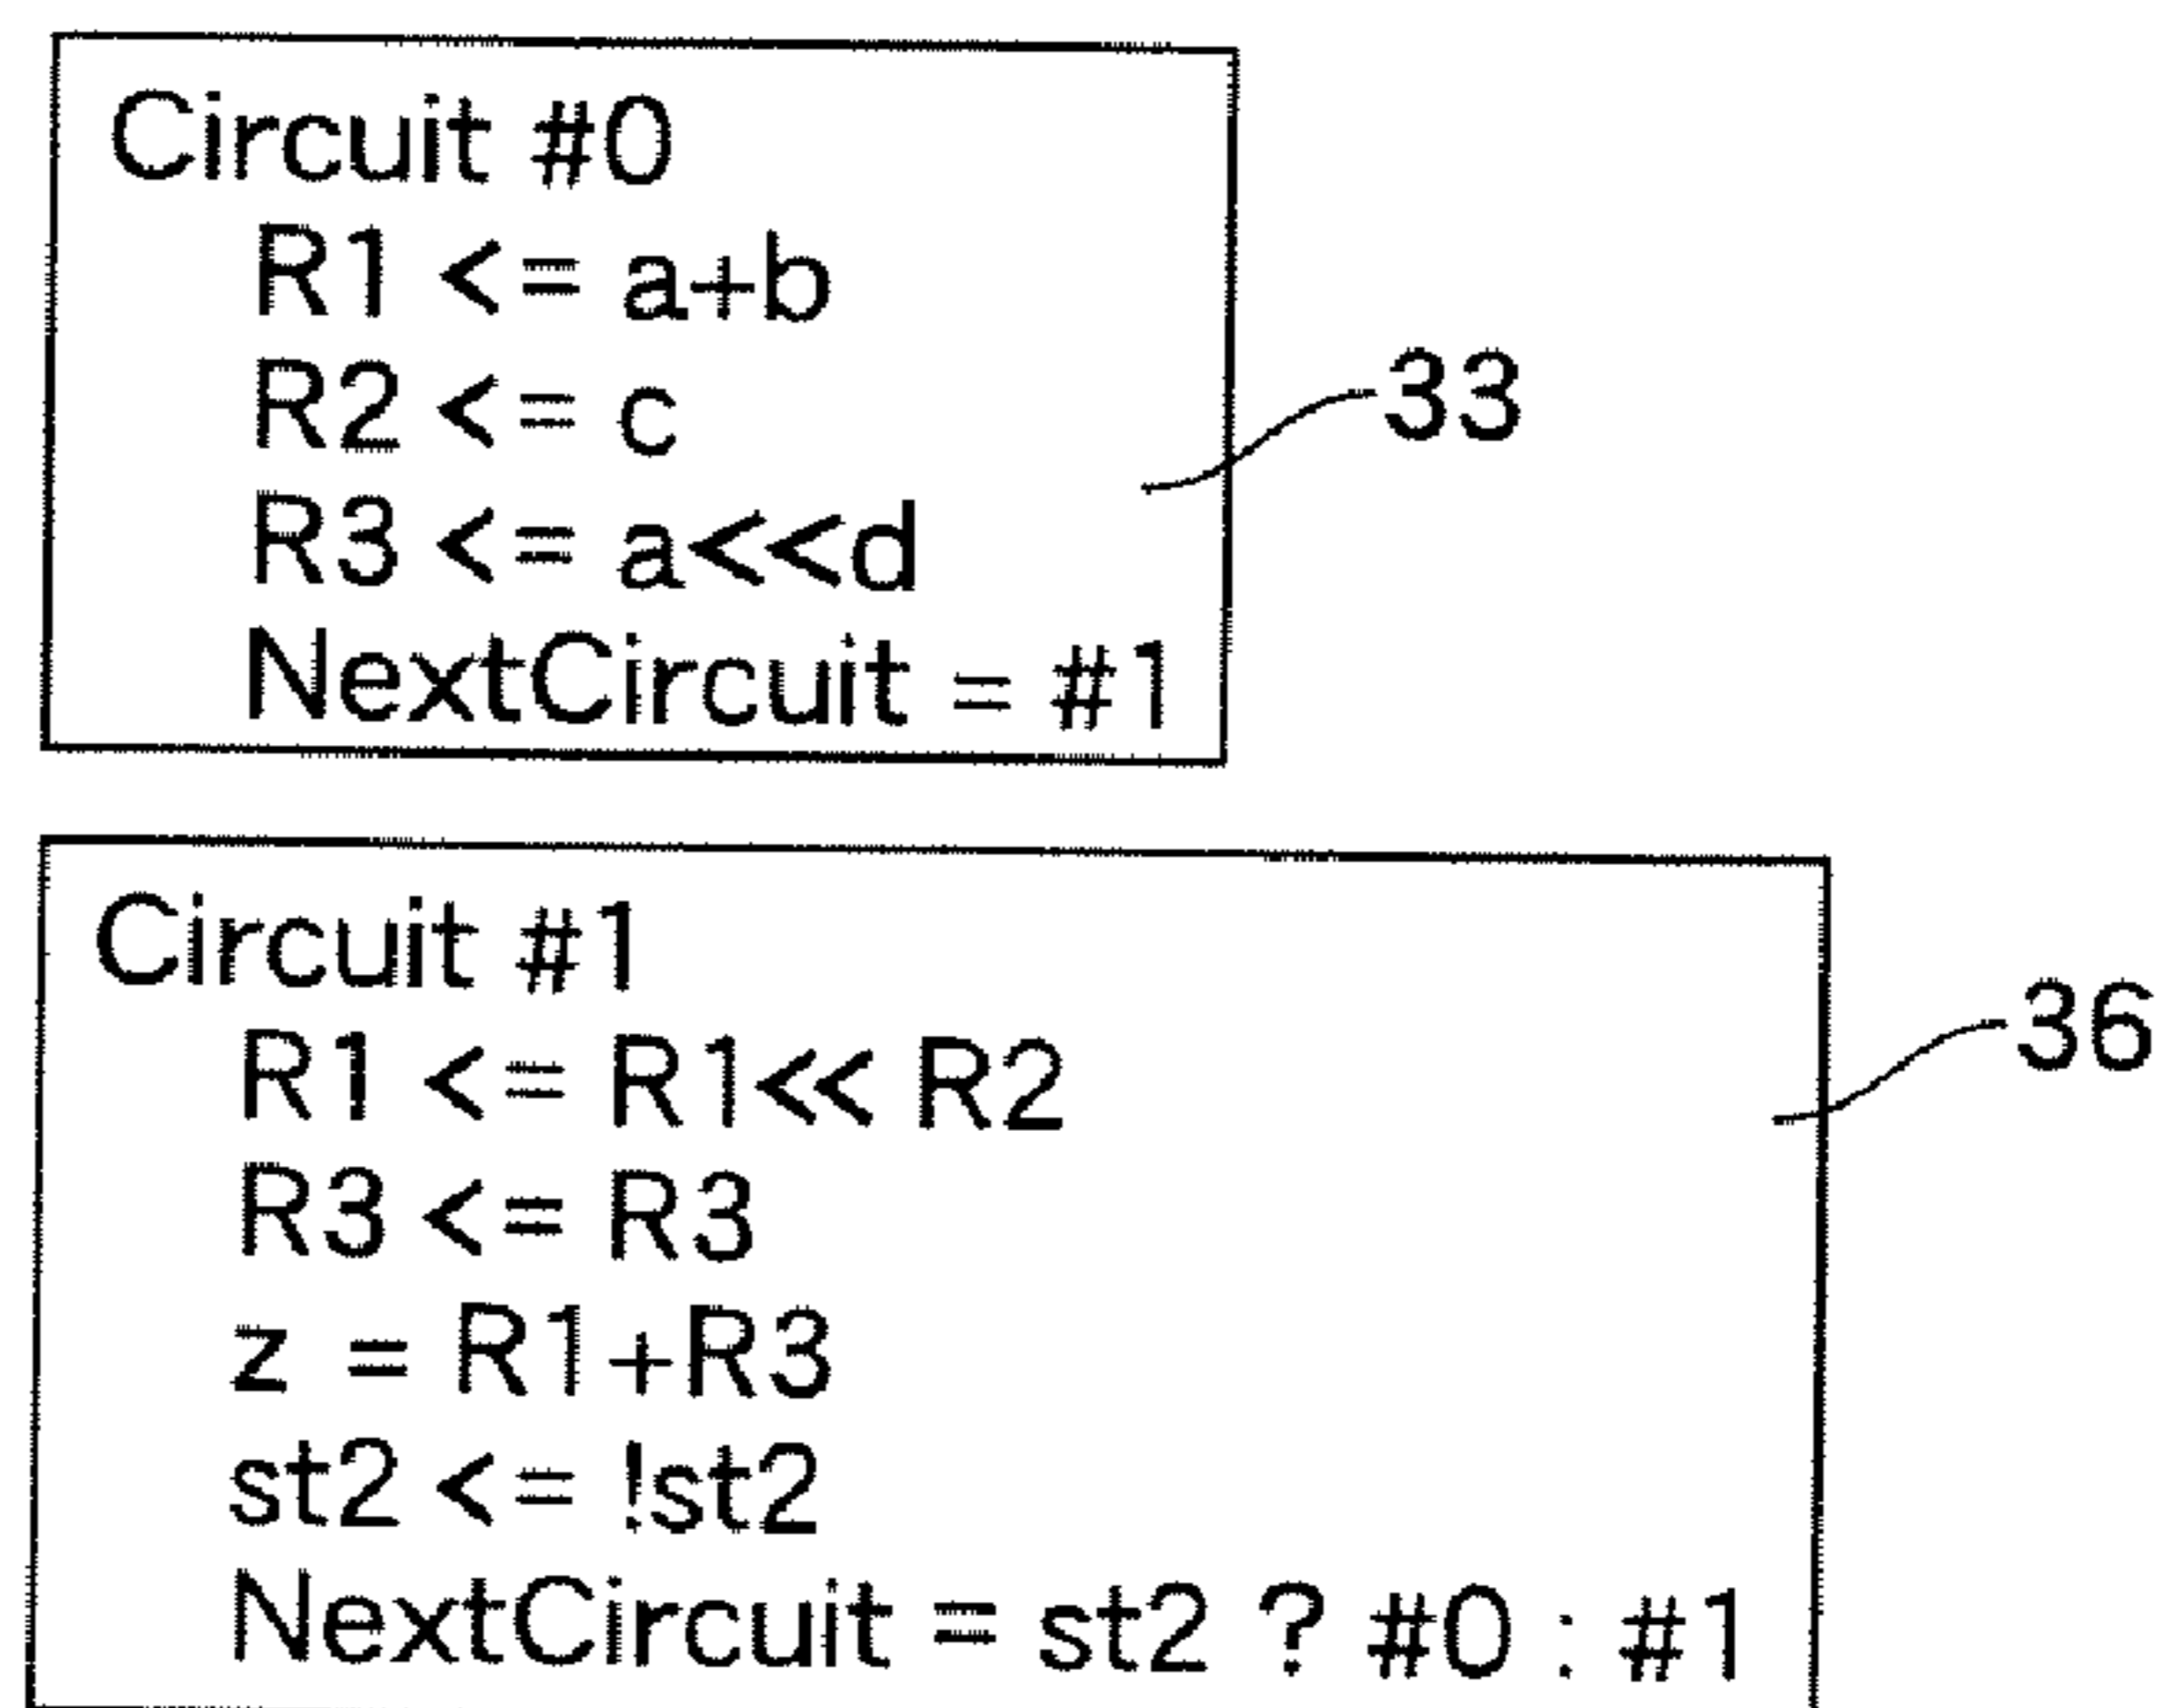 Circuit #0
R1 <= a+b
R2 <= c
R3 <= a<<d
NextCircuit = #1
33
Circuit #1
R1 <= R1<< R2
R3 <= R3
z = R1+R3
st2 <= !st2
NextCircuit = st2 ? #0 : #1
36